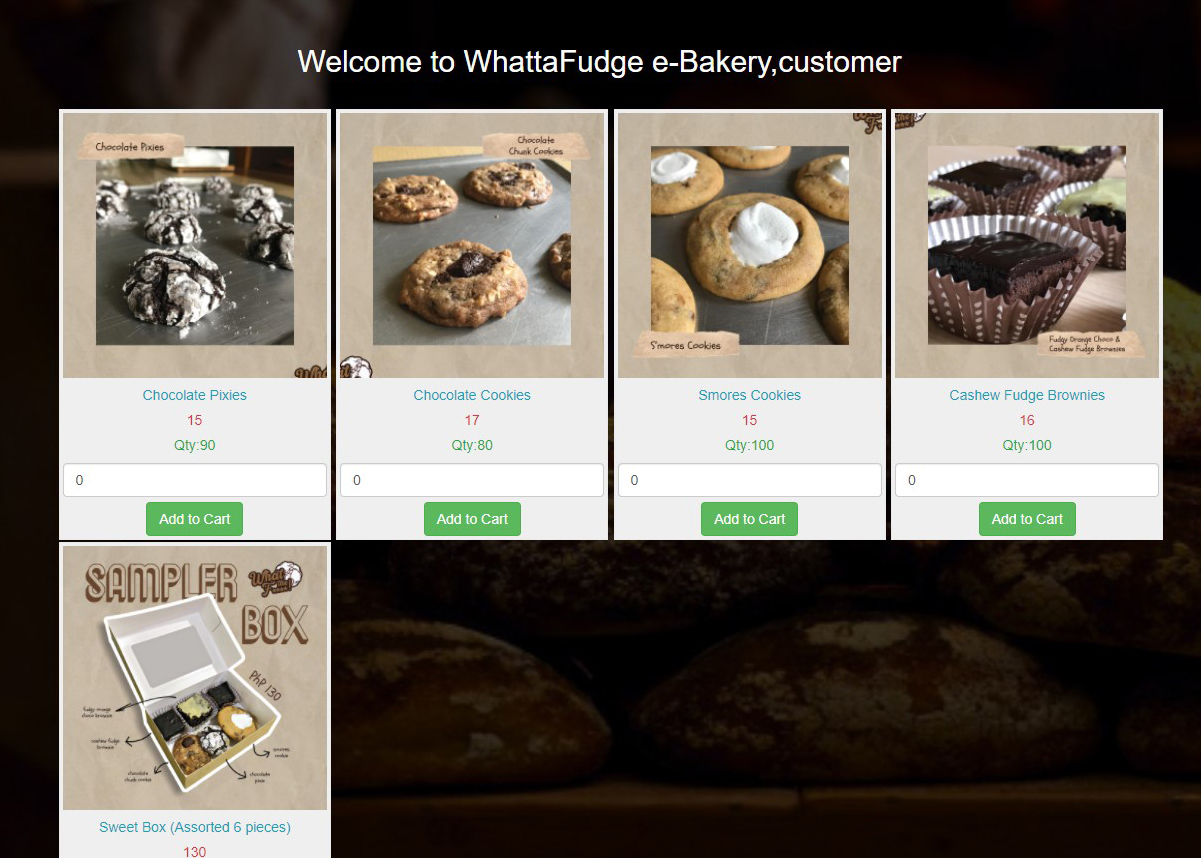 Welcome to WhattaFudge e-Bakery,customer
Chocolate Pixies
Chocolate
Chunk Cookies
S'mores Cookies
Fudgy Orange Choco &
Cashew Fudge Brownies
Chocolate Pixies
15
Qty:90
0
Add to Cart
Chocolate Cookies
17
Qty:80
0
Add to Cart
Smores Cookies
15
Qty:100
0
Add to Cart
Cashew Fudge Brownies
16
Qty:100
0
Add to Cart
SAMPLER
BOX
What
PhP 130
fudgy orange
choco brownies
cashew fudge
brownies
chocolate
chunk cookies
s'mores
cookie
chocolate
pixie
Sweet Box (Assorted 6 pieces)
130